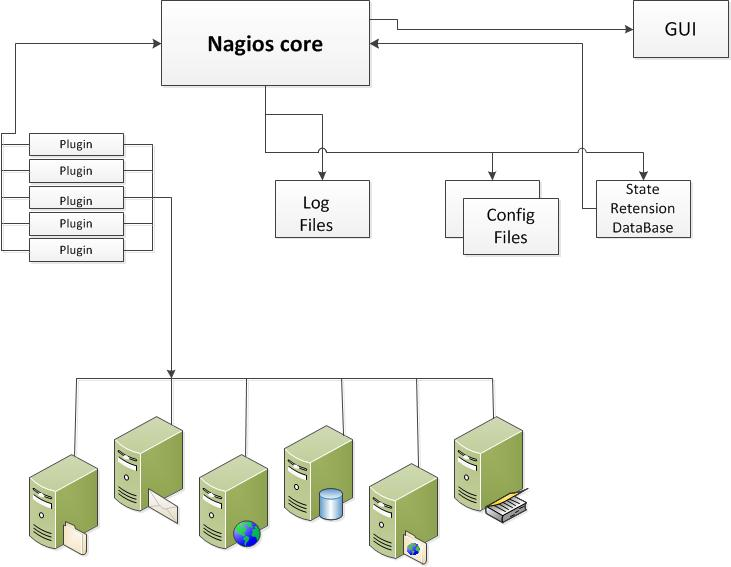 Nagios core
GUI
Plugin
Plugin
Plugin
Plugin
Plugin
Log
Files
Config
Files
State
Retension
DataBase